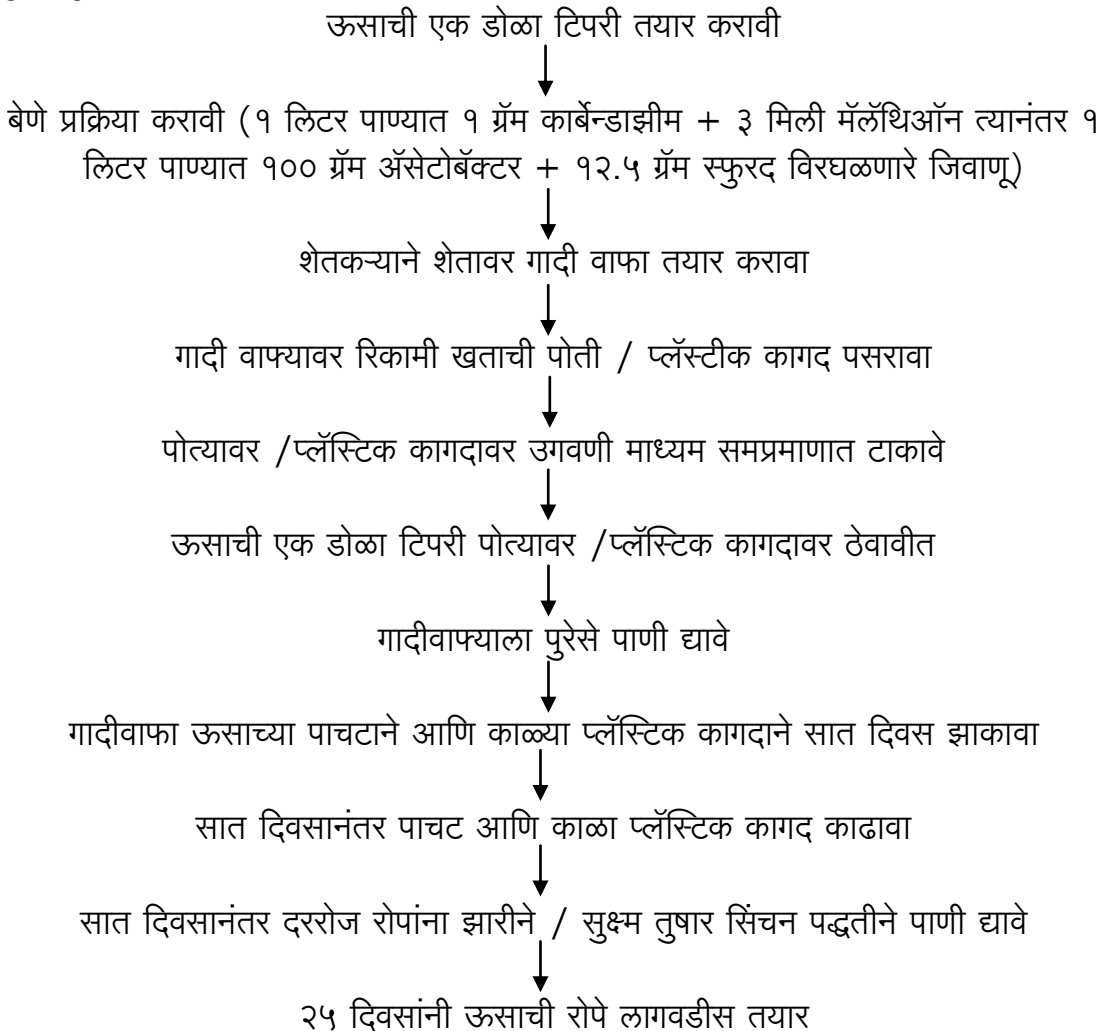 ऊसाची एक डोळा टिपरी तयार करावी
बेणे प्रक्रिया करावी (१ लिटर पाण्यात १ ग्रॅम कार्बेन्डाझीम + ३ मिली मॅलॅथिऑन त्यानंतर १
लिटर पाण्यात १०० ग्रॅम ॲसेटोबॅक्टर + १२.५ ग्रॅम स्फुरद विरघळणारे जिवाणू)
शेतकऱ्याने शेतावर गादी वाफा तयार करावा
गादी वाफ्यावर रिकामी खताची पोती / प्लॅस्टीक कागद पसरावा
पोत्यावर /प्लॅस्टिक कागदावर उगवणी माध्यम समप्रमाणात टाकावे
ऊसाची एक डोळा टिपरी पोत्यावर /प्लॅस्टिक कागदावर ठेवावीत
गादीवाफ्याला पुरेसे पाणी द्यावे
गादीवाफा ऊसाच्या पाचटाने आणि काळ्या प्लॅस्टिक कागदाने सात दिवस झाकावा
सात दिवसानंतर पाचट आणि काळा प्लॅस्टिक कागद काढावा
सात दिवसानंतर दररोज रोपांना झारीने / सुक्ष्म तुषार सिंचन पद्धतीने पाणी द्यावे
२५ दिवसांनी ऊसाची रोपे लागवडीस तयार